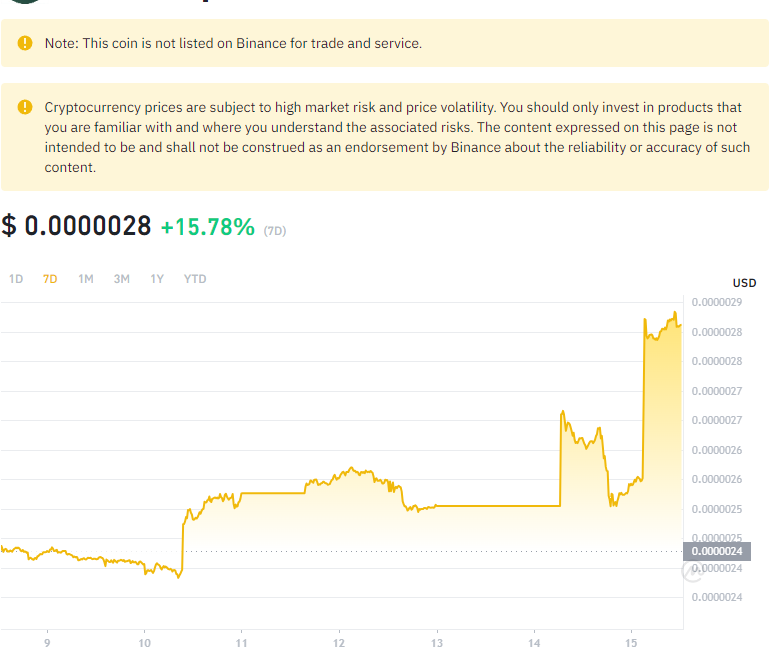 Note: This coin is not listed on Binance for trade and service.
Cryptocurrency prices are subject to high market risk and price volatility. You should only invest in products that
you are familiar with and where you understand the associated risks. The content expressed on this page is not
intended to be and shall not be construed as an endorsement by Binance about the reliability or accuracy of such
content.
$ 0.0000028 +15.78% (7D)
1D 7D 1M 3M 1Y YTD
USD
0.0000029
0.0000028
0.0000028
0.0000027
0.0000027
0.0000026
0.0000026
0.0000025
0.0000025
0.0000024
0.0000024
0.0000024
9 10 11 12 13 14 15